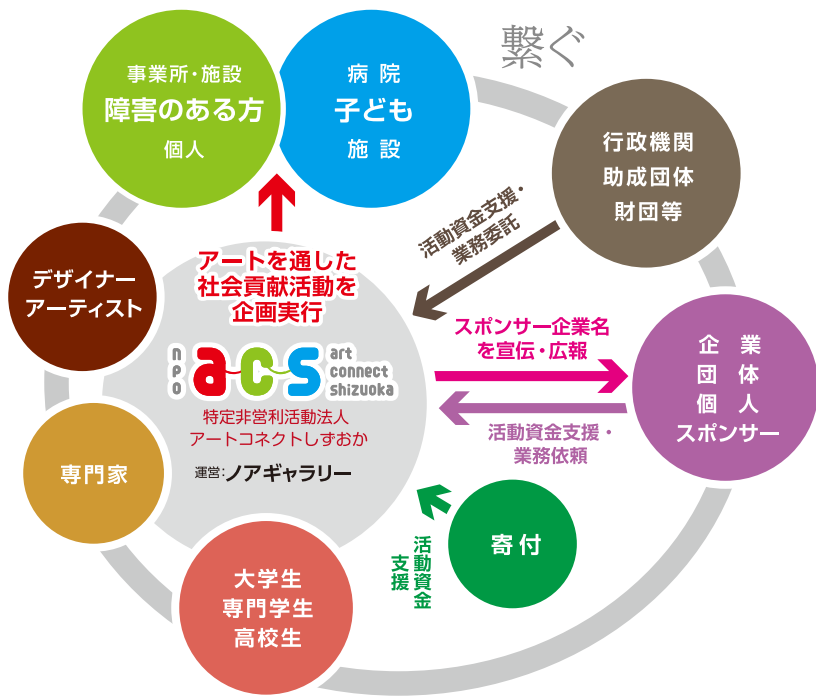 繋ぐ
事業所・施設
障害のある方
個人
病院
子ども
施設
行政機関
助成団体
財団等
活動資金支援・
業務委託
デザイナー
アーティスト
アートを通した
社会貢献活動を
企画実行
npo
acs
art
connect
shizuoka
特定非営利活動法人
アートコネクトしずおか
運営:ノアギャラリー
スポンサー企業名
を宣伝・広報
企業
団体
個人
スポンサー
活動資金支援・
業務依頼
専門家
寄付
活動資金
支援
大学生
専門学生
高校生